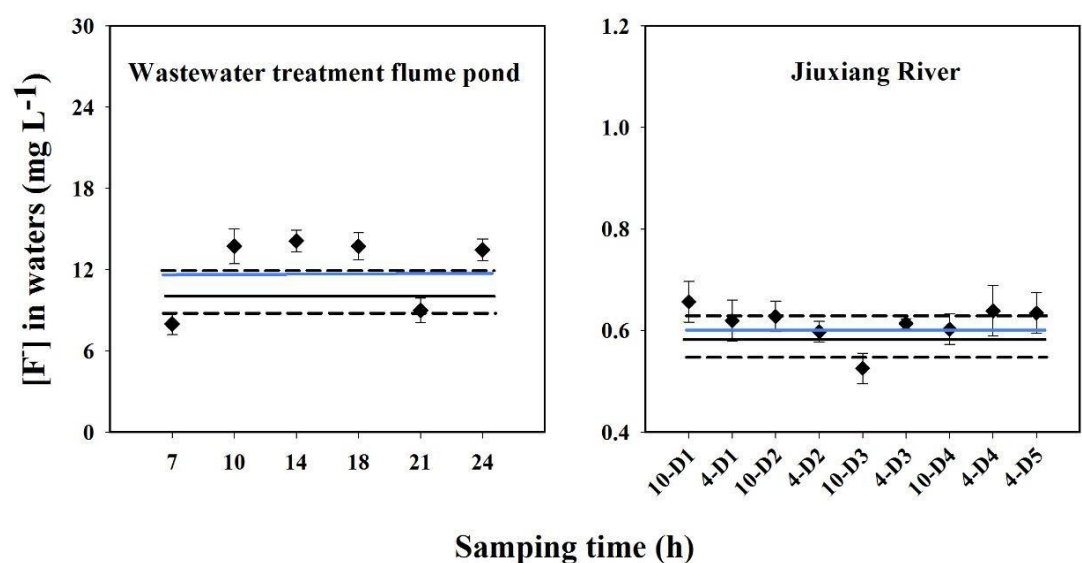 [F-] in waters (mg L-1)
30
24
18
12
6
0
Wastewater treatment flume pond
7 10 14 18 21 24
1.2
1.0
0.8
0.6
0.4
Jiuxiang River
10-D1 4-D1 10-D2 4-D2 10-D3 4-D3 10-D4 4-D4 4-D5
Samping time (h)